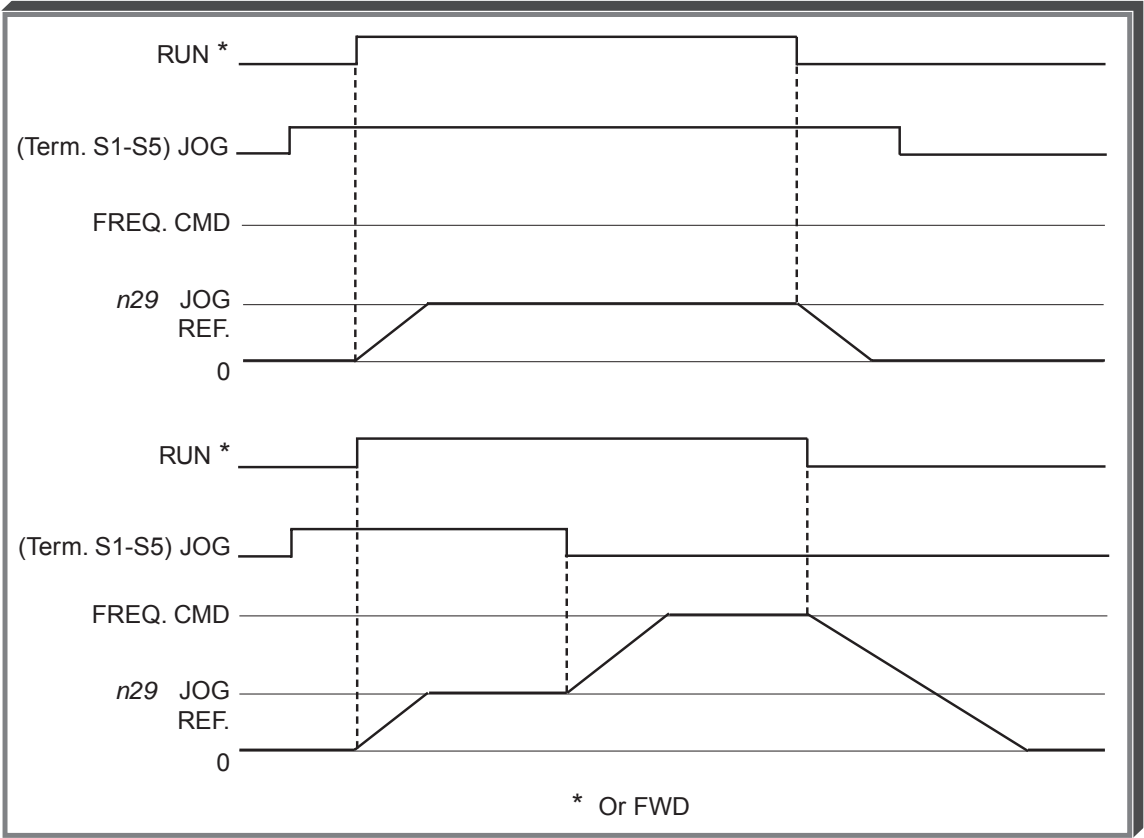 RUN *
(Term. S1-S5) JOG
FREQ. CMD
n29 JOG
REF.
0
RUN *
(Term. S1-S5) JOG
FREQ. CMD
n29 JOG
REF.
0
* Or FWD